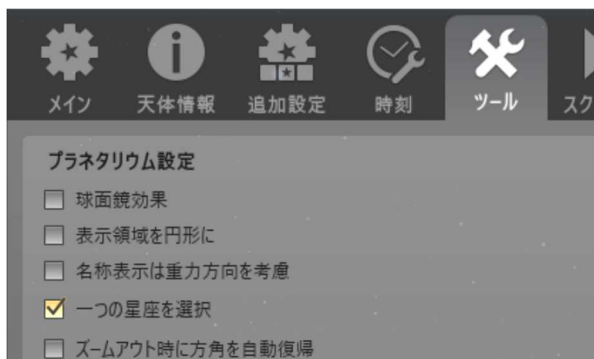 メイン 天体情報 追加設定 時刻 ツール スク
プラネタリウム設定
球面鏡効果
表示領域を円形に
名称表示は重力方向を考慮
一つの星座を選択
ズームアウト時に方角を自動復帰